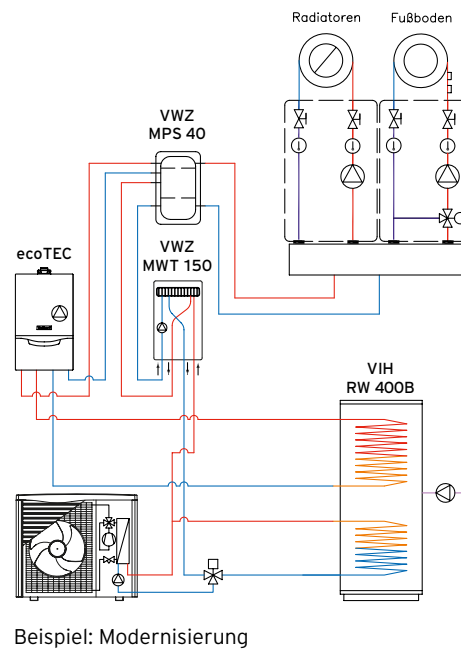 Radiatoren Fußboden
VWZ
MPS 40
VWZ
MWT 150
ecoTEC
VIH
RW 400B
Beispiel: Modernisierung